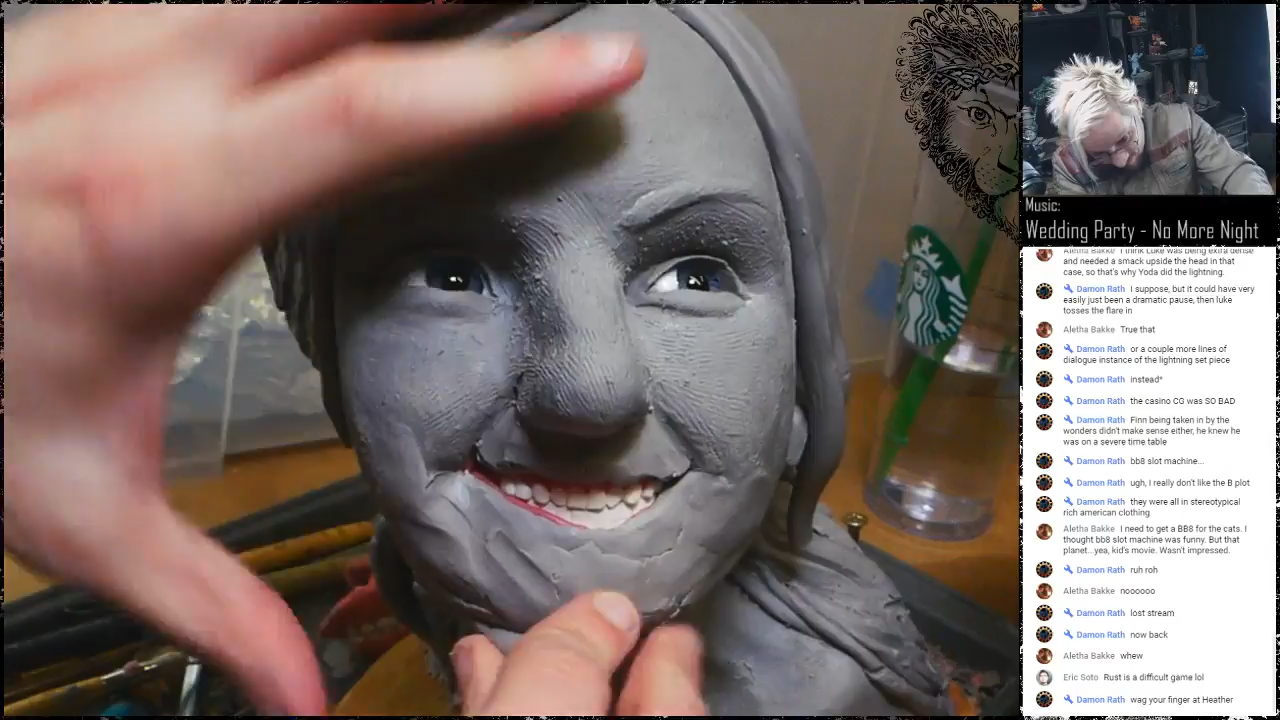 Music:
Wedding Party - No More Night
Aletha Bakke I think Luke was being extra dense
and needed a smack upside the head in that
case, so that's why Yoda did the lightning.
Damon Rath I suppose, but it could have very
easily just been a dramatic pause, then luke
tosses the flare in
Aletha Bakke True that
Damon Rath or a couple more lines of
dialogue instance of the lightning set piece
Damon Rath instead*
Damon Rath the casino CG was SO BAD
Damon Rath Finn being taken in by the
wonders didn't make sense either, he knew he
was on a severe time table
Damon Rath bb8 slot machine...
Damon Rath ugh, I really don't like the B plot
Damon Rath they were all in stereotypical
rich american clothing
Aletha Bakke I need to get a BB8 for the cats. I
thought bb8 slot machine was funny. But that
planet...yea, kid's movie. Wasn't impressed.
Damon Rath ruh roh
Aletha Bakke noooooo
Damon Rath lost stream
Damon Rath now back
Aletha Bakke whew
Eric Soto Rust is a difficult game lol
Damon Rath wag your finger at Heather